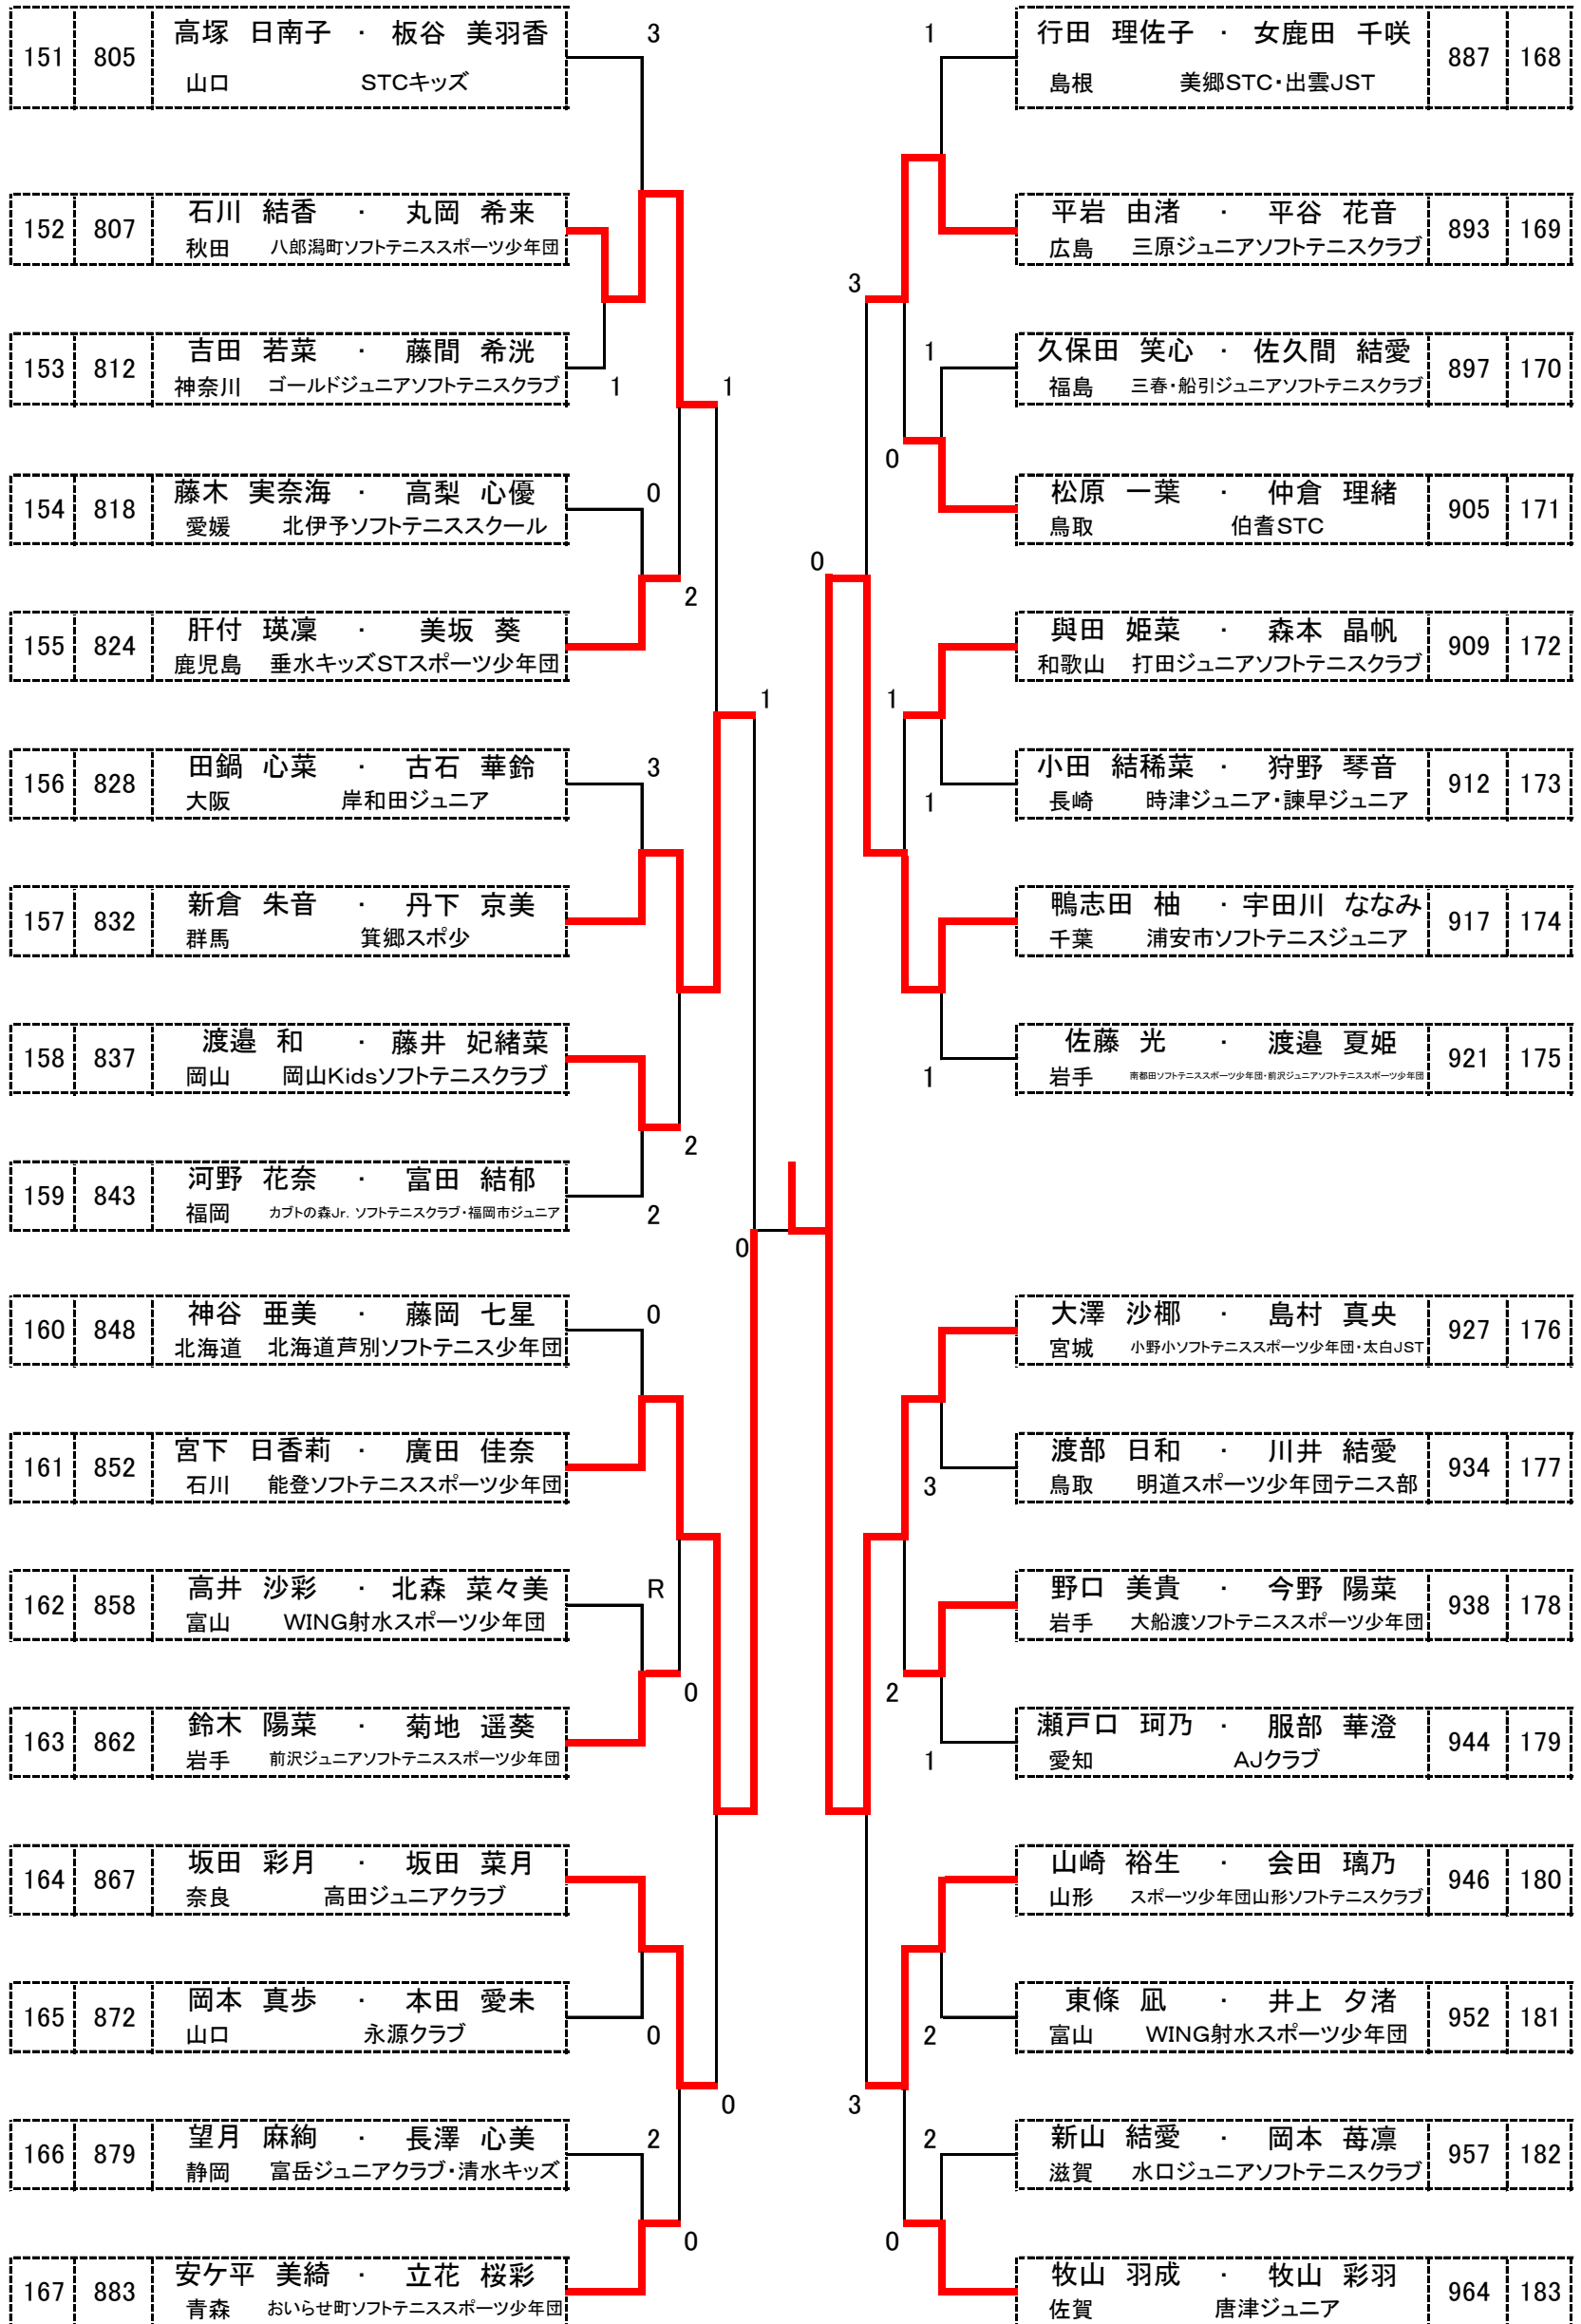 151 805 高塚 日南子 ・ 板谷 美羽香
山口 STCキッズ
3
152 807 石川 結香 ・ 丸岡 希来
秋田 八郎潟町ソフトテニススポーツ少年団
153 812 吉田 若菜 ・ 藤間 希洸
神奈川 ゴールドジュニアソフトテニスクラブ
1
1
154 818 藤木 実奈海 ・ 高梨 心優
愛媛 北伊予ソフトテニススクール
0
2
155 824 肝付 瑛凜 ・ 美坂 葵
鹿児島 垂水キッズSTスポーツ少年団
1
156 828 田鍋 心菜 ・ 古石 華鈴
大阪 岸和田ジュニア
3
157 832 新倉 朱音 ・ 丹下 京美
群馬 箕郷スポ少
158 837 渡邉 和 ・ 藤井 妃緒菜
岡山 岡山Kidsソフトテニスクラブ
2
159 843 河野 花奈 ・ 富田 結郁
福岡 カブトの森Jr. ソフトテニスクラブ・福岡市ジュニア
2
0
160 848 神谷 亜美 ・ 藤岡 七星
北海道 北海道芦別ソフトテニス少年団
0
161 852 宮下 日香莉 ・ 廣田 佳奈
石川 能登ソフトテニススポーツ少年団
162 858 高井 沙彩 ・ 北森 菜々美
富山 WING射水スポーツ少年団
R
0
163 862 鈴木 陽菜 ・ 菊地 遥葵
岩手 前沢ジュニアソフトテニススポーツ少年団
164 867 坂田 彩月 ・ 坂田 菜月
奈良 高田ジュニアクラブ
165 872 岡本 真歩 ・ 本田 愛未
山口 永源クラブ
0
0
166 879 望月 麻絢 ・ 長澤 心美
静岡 富岳ジュニアクラブ・清水キッズ
2
0
167 883 安ケ平 美綺 ・ 立花 桜彩
青森 おいらせ町ソフトテニススポーツ少年団
1
行田 理佐子 ・ 女鹿田 千咲 887 168
島根 美郷STC・出雲JST
平岩 由渚 ・ 平谷 花音 893 169
広島 三原ジュニアソフトテニスクラブ
3
1
久保田 笑心 ・ 佐久間 結愛 897 170
福島 三春・船引ジュニアソフトテニスクラブ
0
松原 一葉 ・ 仲倉 理緒 905 171
鳥取 伯耆STC
0
與田 姫菜 ・ 森本 晶帆 909 172
和歌山 打田ジュニアソフトテニスクラブ
1
小田 結稀菜 ・ 狩野 琴音 912 173
長崎 時津ジュニア・諫早ジュニア
1
鴨志田 柚 ・ 宇田川 ななみ 917 174
千葉 浦安市ソフトテニスジュニア
佐藤 光 ・ 渡邉 夏姫 921 175
岩手 南都田ソフトテニススポーツ少年団・前沢ジュニアソフトテニススポーツ少年団
1
大澤 沙椰 ・ 島村 真央 927 176
宮城 小野小ソフトテニススポーツ少年団・太白JST
渡部 日和 ・ 川井 結愛 934 177
鳥取 明道スポーツ少年団テニス部
3
野口 美貴 ・ 今野 陽菜 938 178
岩手 大船渡ソフトテニススポーツ少年団
2
瀬戸口 珂乃 ・ 服部 華澄 944 179
愛知 AJクラブ
1
山崎 裕生 ・ 会田 璃乃 946 180
山形 スポーツ少年団山形ソフトテニスクラブ
東條 凪 ・ 井上 夕渚 952 181
富山 WING射水スポーツ少年団
2
3
2
新山 結愛 ・ 岡本 苺凛 957 182
滋賀 水口ジュニアソフトテニスクラブ
0
牧山 羽成 ・ 牧山 彩羽 964 183
佐賀 唐津ジュニア